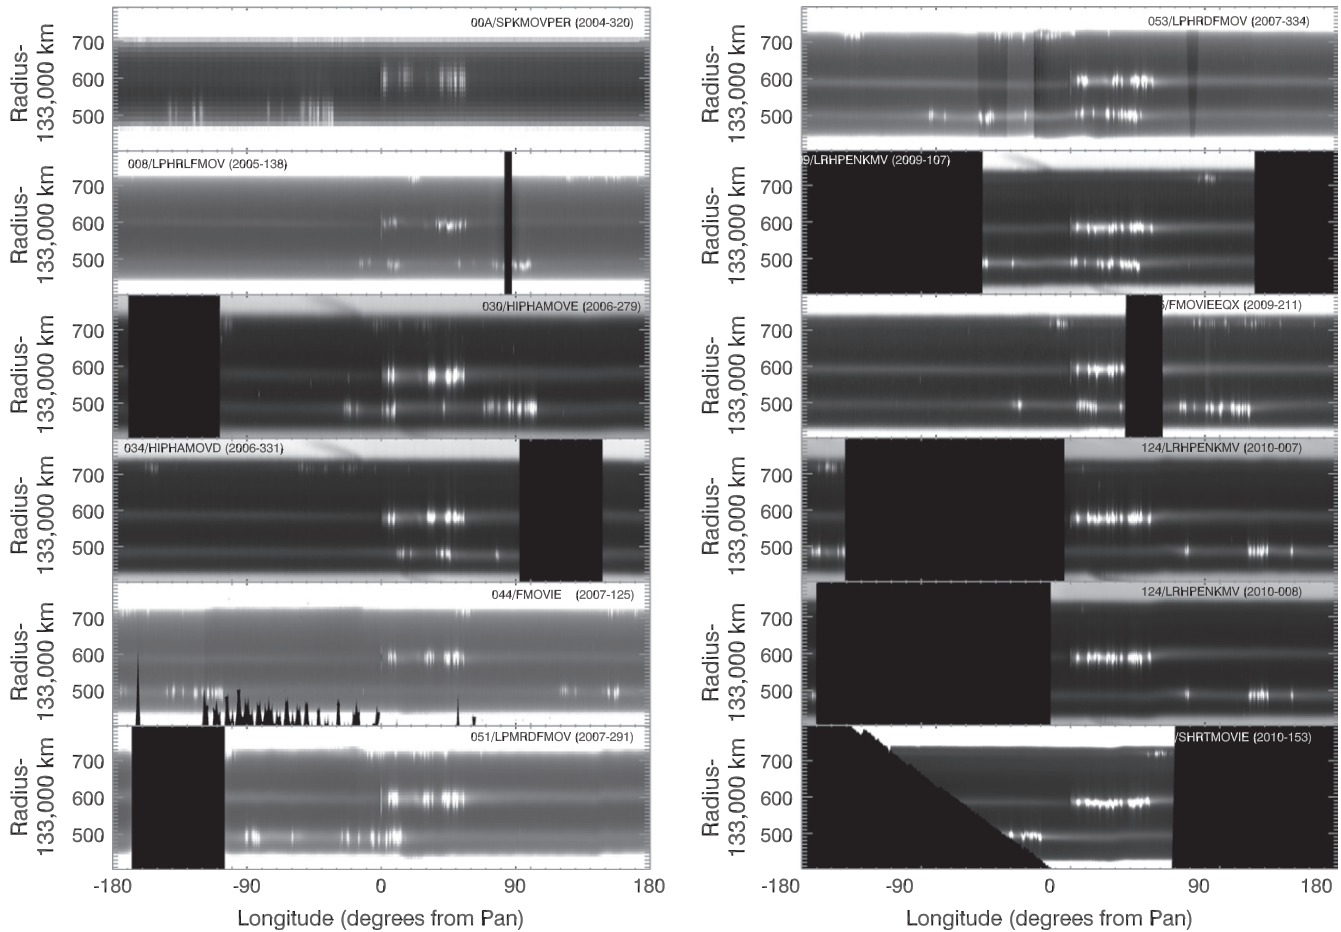 00A/SPKMOVPER (2004-320)
Radius-
133,000 km
700
600
500
008/LPHRLFMOV (2005-138)
Radius-
133,000 km
700
600
500
030/HIPHAMOVE (2006-279)
Radius-
133,000 km
700
600
500
034/HIPHAMOVD (2006-331)
Radius-
133,000 km
700
600
500
044/FMOVIE (2007-125)
Radius-
133,000 km
700
600
500
051/LPMRDFMOV (2007-291)
Radius-
133,000 km
700
600
500
-180 -90 0 90 180
Longitude (degrees from Pan)
053/LPHRDFMOV (2007-334)
Radius-
133,000 km
700
600
500
9/LRHPENKMV (2009-107)
Radius-
133,000 km
700
600
500
/FMOVIEEQX (2009-211)
Radius-
133,000 km
700
600
500
124/LRHPENKMV (2010-007)
Radius-
133,000 km
700
600
500
124/LRHPENKMV (2010-008)
Radius-
133,000 km
700
600
500
/SHRTMOVIE (2010-153)
Radius-
133,000 km
700
600
500
-180 -90 0 90 180
Longitude (degrees from Pan)